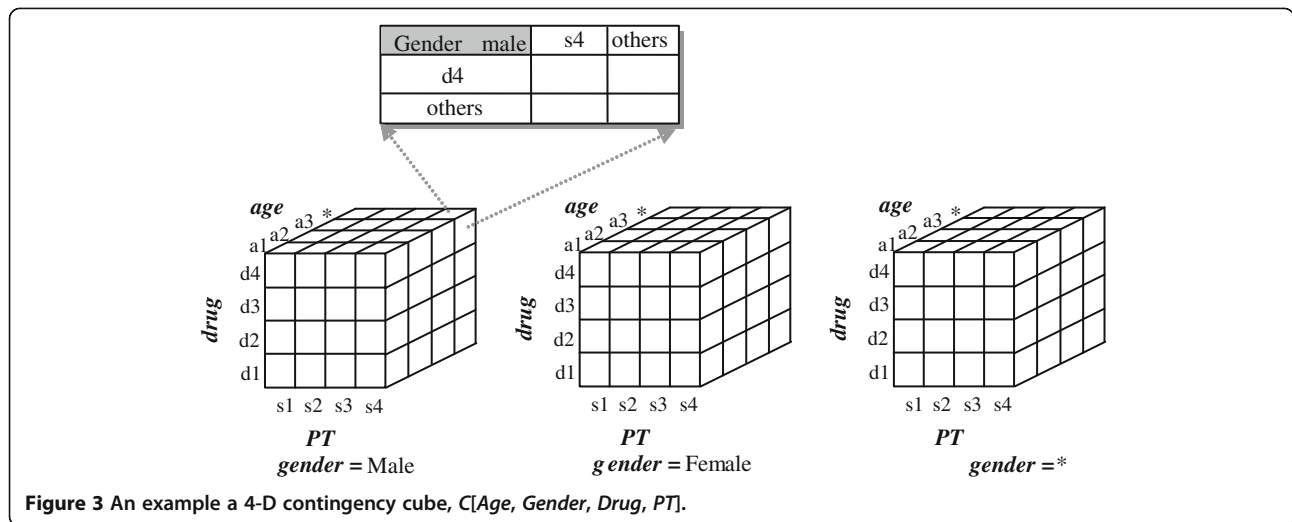 Gender male s4 others
d4
others
age
a1 a2 a3 *
drug
d4
d3
d2
d1
s1 s2 s3 s4
PT
gender = Male
age
a1 a2 a3 *
drug
d4
d3
d2
d1
s1 s2 s3 s4
PT
gender = Female
age
a1 a2 a3 *
drug
d4
d3
d2
d1
s1 s2 s3 s4
PT
gender =*
Figure 3 An example a 4-D contingency cube, C[Age, Gender, Drug, PT].